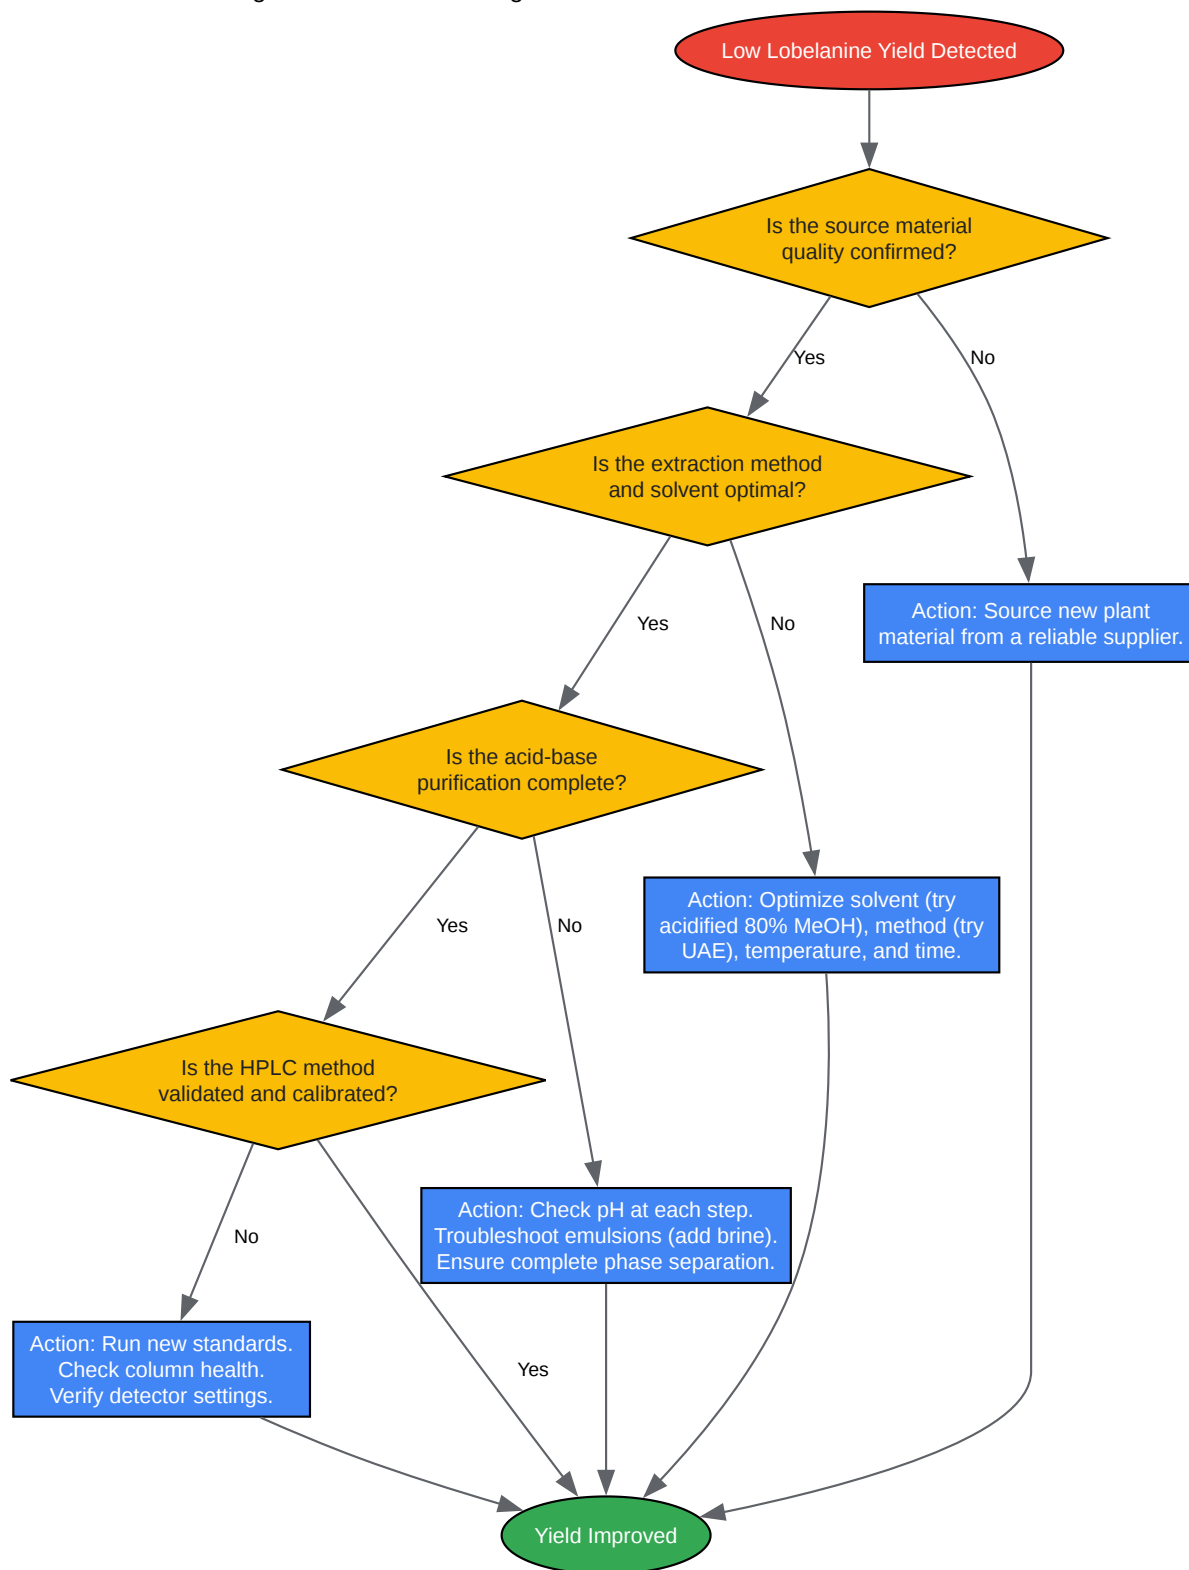 Low Lobelanine Yield Detected
Is the source material
quality confirmed?
Yes
No
Is the extraction method
and solvent optimal?
Yes
No
Action: Source new plant
material from a reliable supplier.
Is the acid-base
purification complete?
Yes
No
Action: Optimize solvent (try
acidified 80% MeOH), method (try
UAE), temperature, and time.
Is the HPLC method
validated and calibrated?
No
Yes
Action: Check pH at each step.
Troubleshoot emulsions (add brine).
Ensure complete phase separation.
Action: Run new standards.
Check column health.
Verify detector settings.
Yield Improved